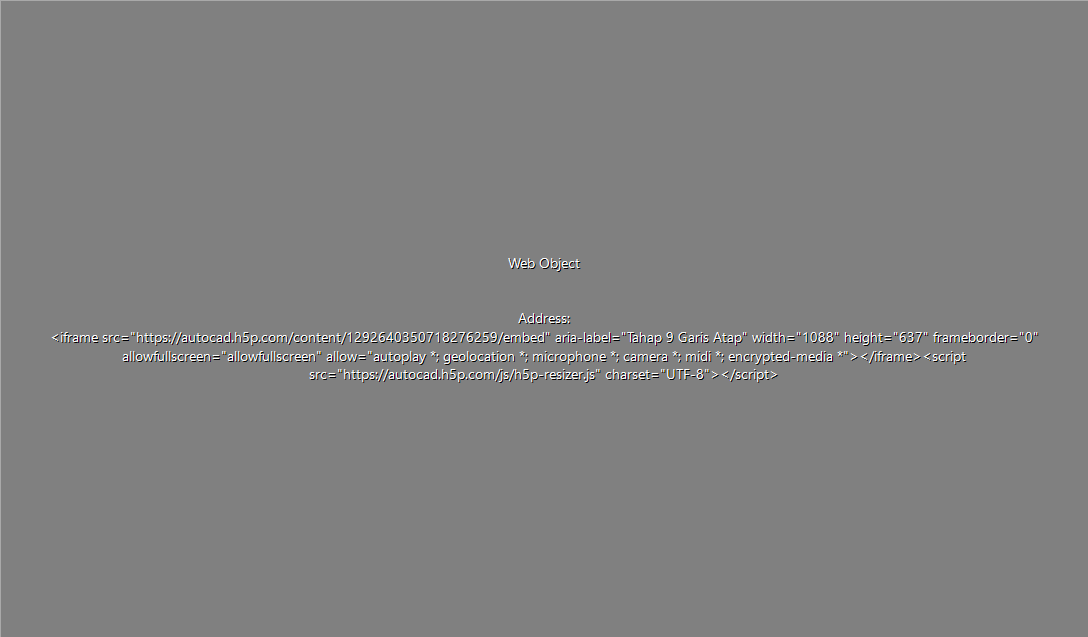 Web Object
Address:
<iframe src="https://autocad.h5p.com/content/1292640350718276259/embed" aria-label="Tahap 9 Garis Atap" width="1088" height="637" frameborder="0"
allowfullscreen="allowfullscreen" allow="autoplay *; geolocation *; microphone *; camera *; midi *; encrypted-media *"></iframe><script
src="https://autocad.h5p.com/js/h5p-resizer.js" charset="UTF-8"></script>